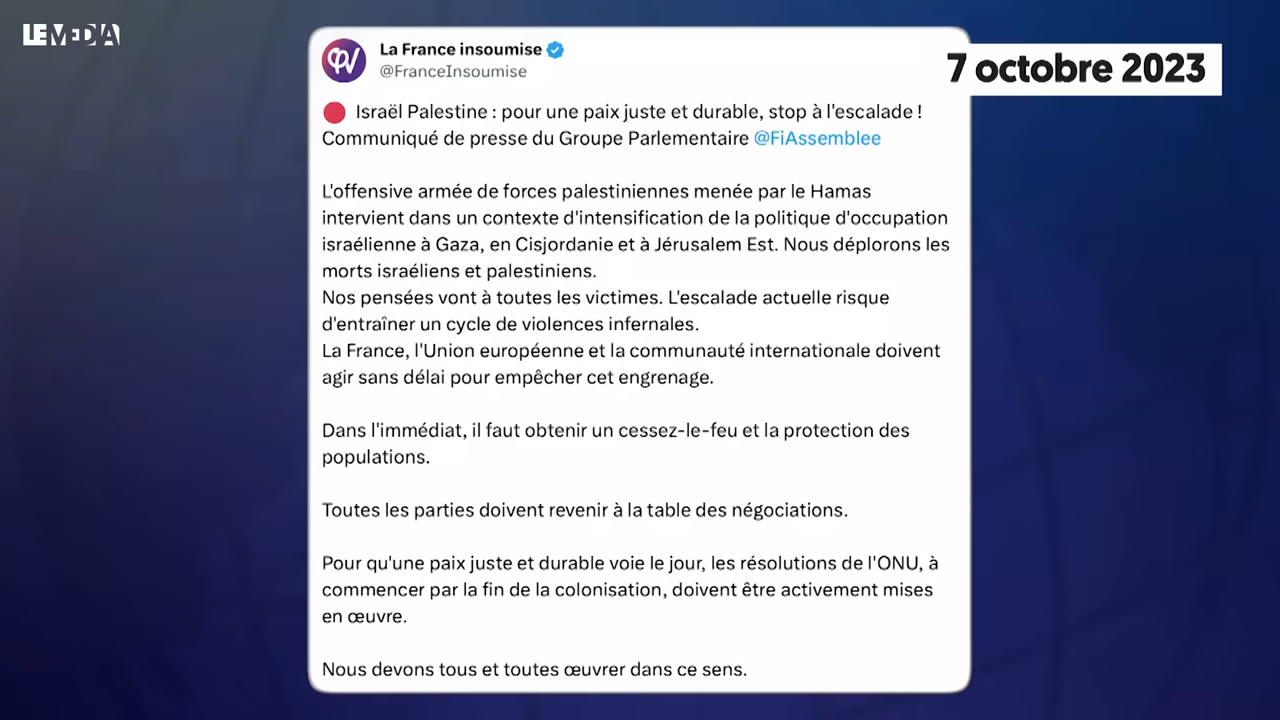 LEMEDIA
La France insoumise
@FranceInsoumise
7 octobre 2023
Israël Palestine : pour une paix juste et durable, stop à l'escalade !
Communiqué de presse du Groupe Parlementaire @FiAssemblee
L'offensive armée de forces palestiniennes menée par le Hamas
intervient dans un contexte d'intensification de la politique d'occupation
israélienne à Gaza, en Cisjordanie et à Jérusalem Est. Nous déplorons les
morts israéliens et palestiniens.
Nos pensées vont à toutes les victimes. L'escalade actuelle risque
d'entraîner un cycle de violences infernales.
La France, l'Union européenne et la communauté internationale doivent
agir sans délai pour empêcher cet engrenage.
Dans l'immédiat, il faut obtenir un cessez-le-feu et la protection des
populations.
Toutes les parties doivent revenir à la table des négociations.
Pour qu'une paix juste et durable voie le jour, les résolutions de l'ONU, à
commencer par la fin de la colonisation, doivent être activement mises
en œuvre.
Nous devons tous et toutes œuvrer dans ce sens.